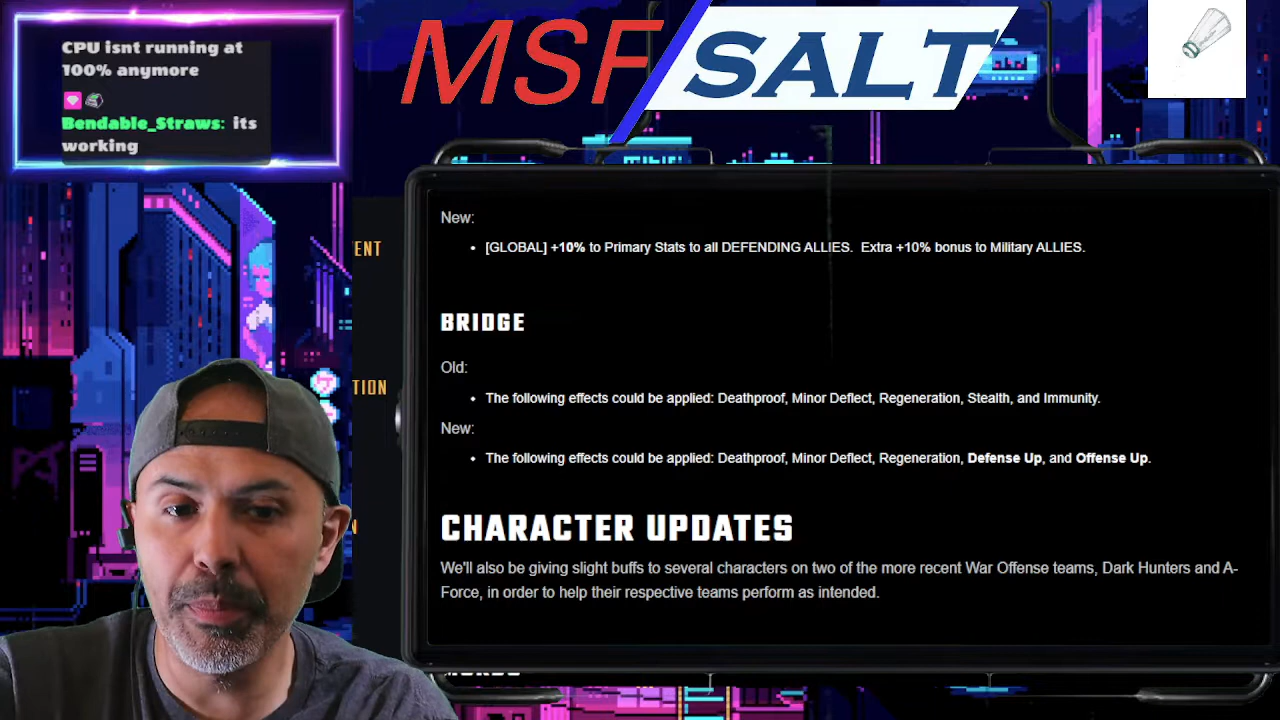 CPU isnt running at
100% anymore
Bendable_Straws: its
working
MSF SALT
ENT
TION
N
New:
• [GLOBAL] +10% to Primary Stats to all DEFENDING ALLIES. Extra +10% bonus to Military ALLIES.
BRIDGE
Old:
• The following effects could be applied: Deathproof, Minor Deflect, Regeneration, Stealth, and Immunity.
New:
• The following effects could be applied: Deathproof, Minor Deflect, Regeneration, Defense Up, and Offense Up.
CHARACTER UPDATES
We'll also be giving slight buffs to several characters on two of the more recent War Offense teams, Dark Hunters and A-
Force, in order to help their respective teams perform as intended.